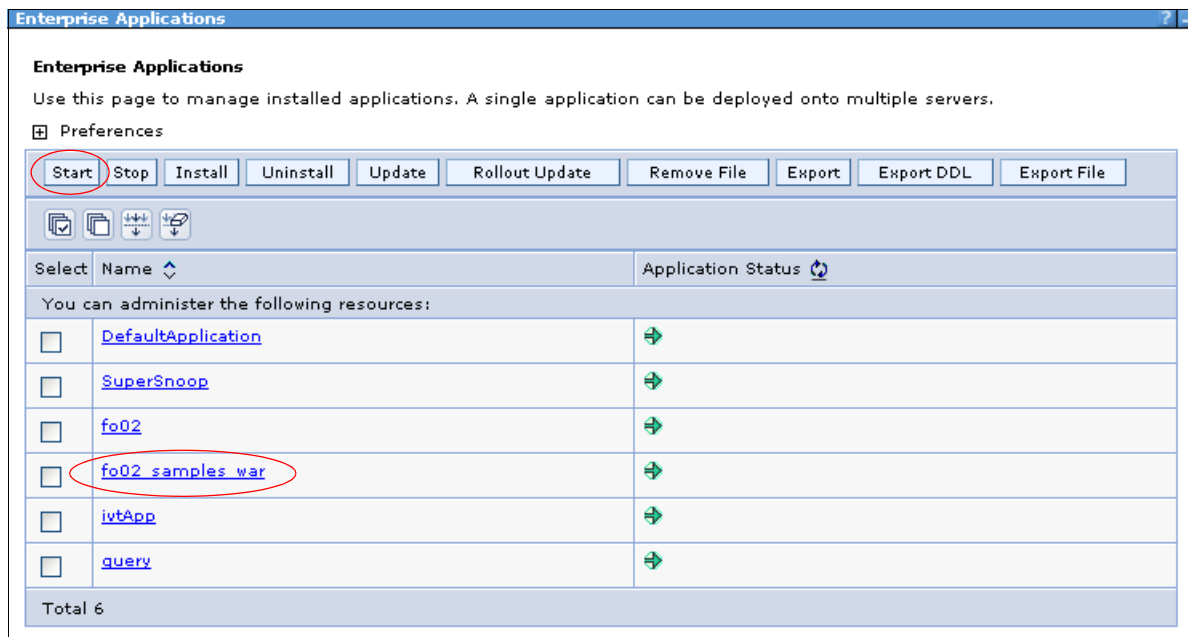 Enterprise Applications
?
Enterprise Applications
Use this page to manage installed applications. A single application can be deployed onto multiple servers.
Preferences
Start Stop Install Uninstall Update Rollout Update Remove File Export Export DDL Export File
Select Name Application Status
You can administer the following resources:
DefaultApplication
SuperSnoop
fo02
fo02_samples_war
ivtApp
query
Total 6